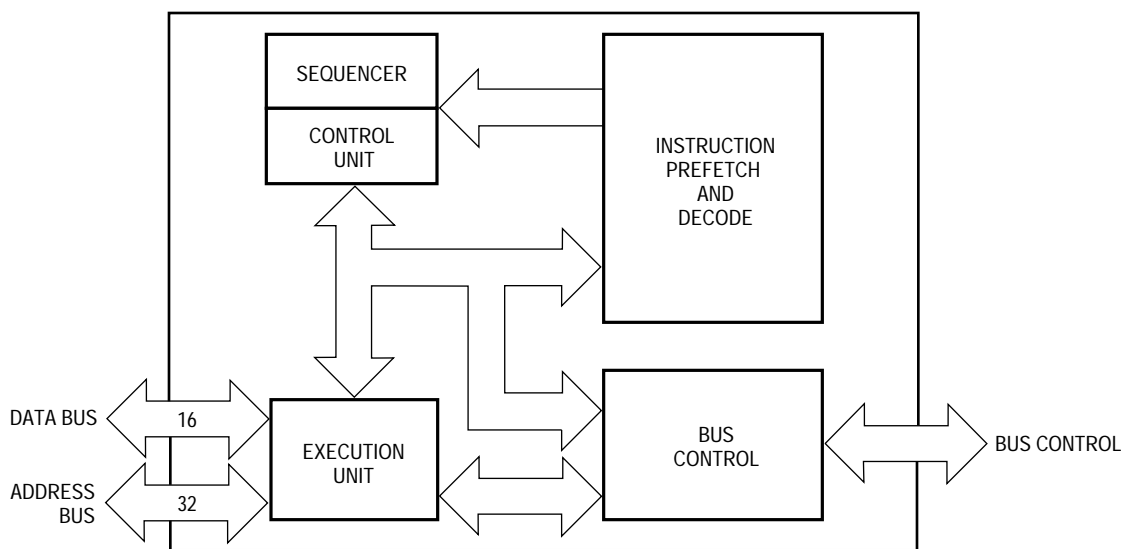 SEQUENCER
CONTROL
UNIT
INSTRUCTION
PREFETCH
AND
DECODE
DATA BUS
16
ADDRESS
BUS
32
EXECUTION
UNIT
BUS
CONTROL
BUS CONTROL